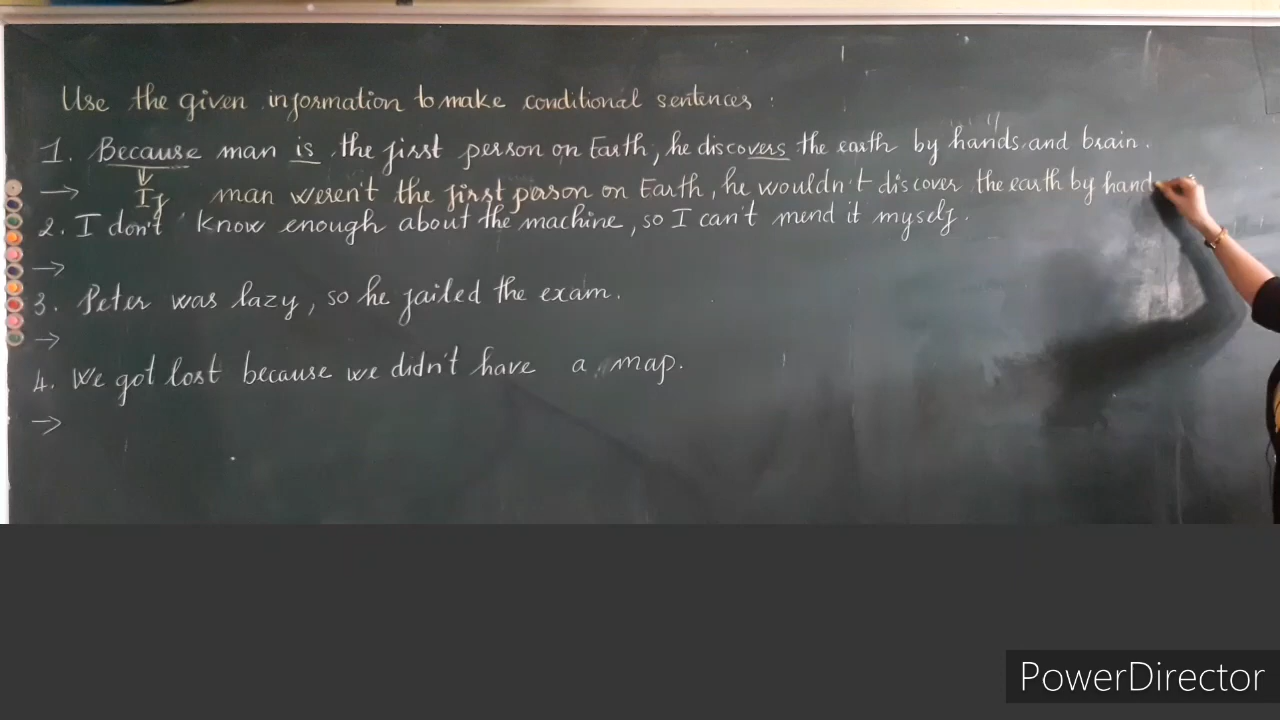 Use the given information to make conditional sentences :
1. Because man is the first person on Earth, he discovers the earth by hands and brain.
→ If man weren't the first person on Earth, he wouldn't discover the earth by hand
2. I don't know enough about the machine, so I can't mend it myself.
→
3. Peter was lazy, so he failed the exam.
→
4. We got lost because we didn't have a map.
→
PowerDirector